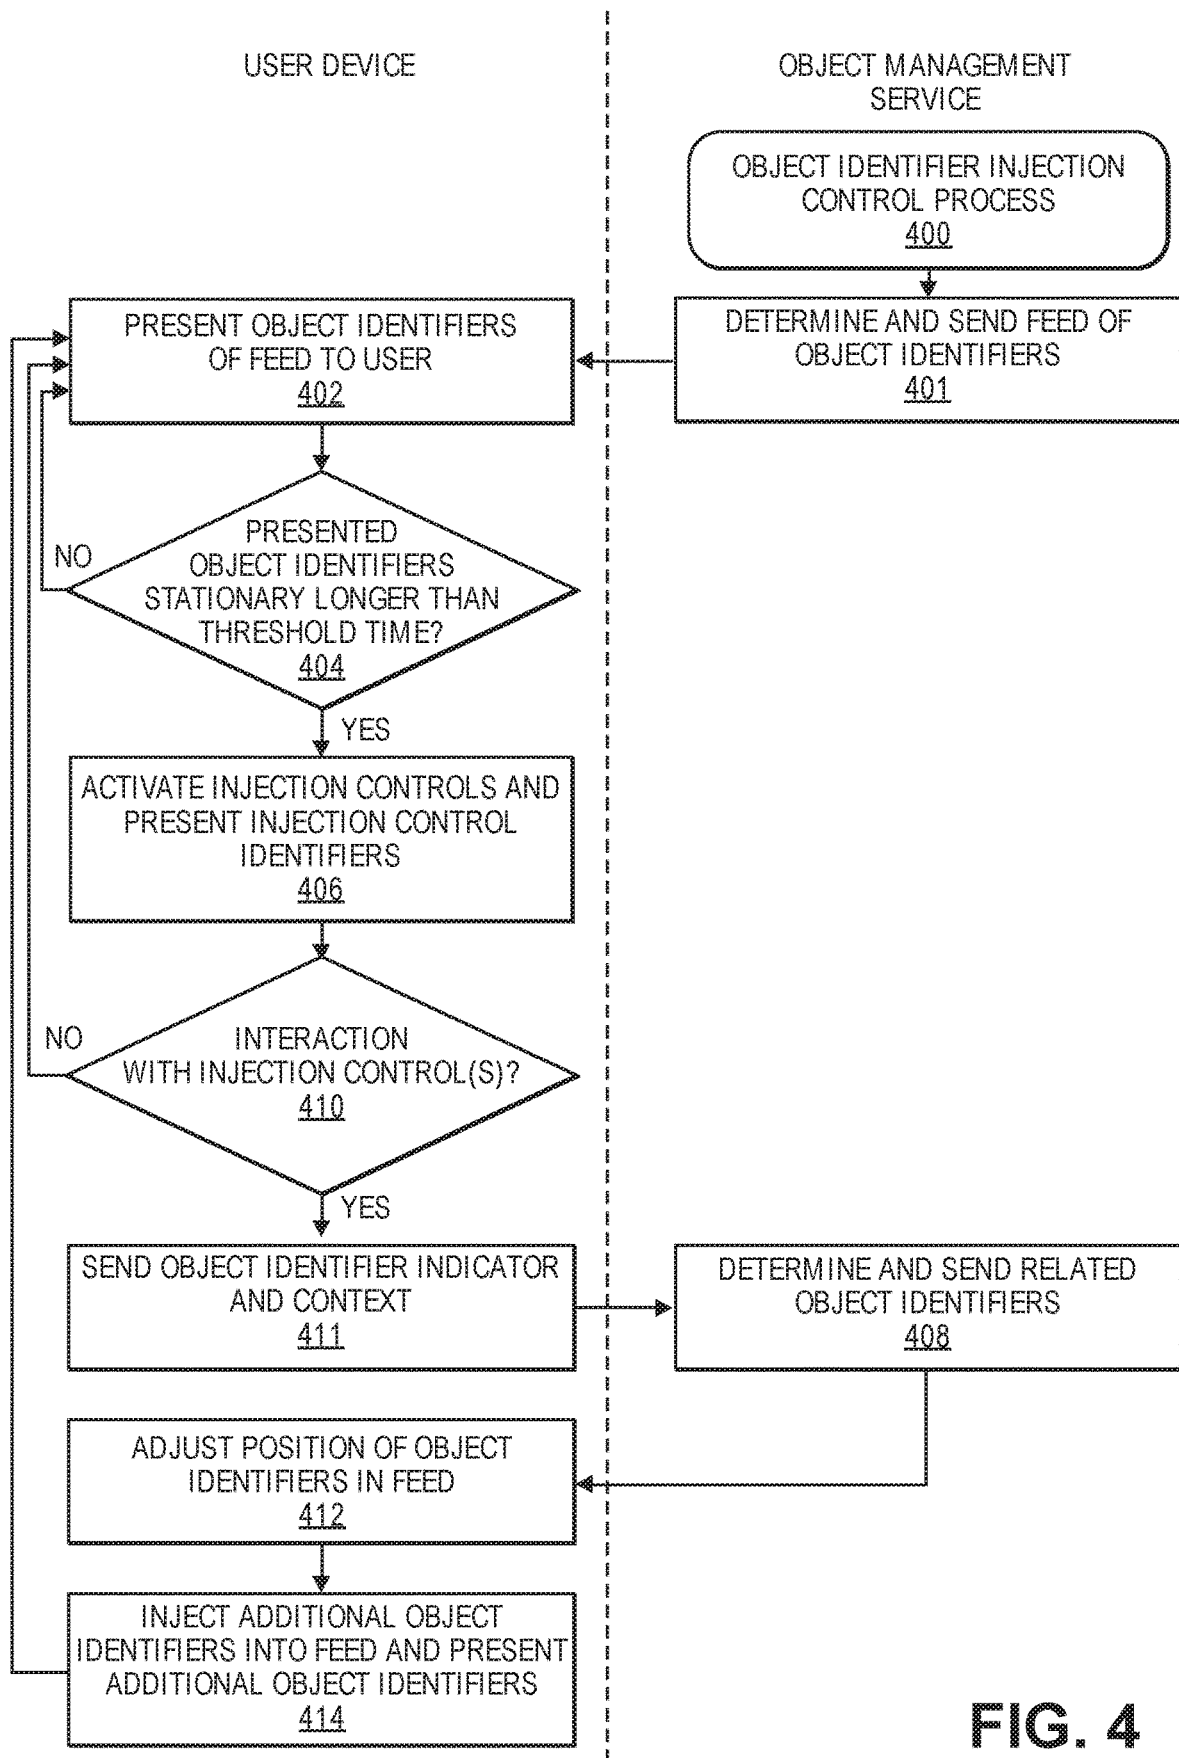 USER DEVICE
OBJECT MANAGEMENT
SERVICE
OBJECT IDENTIFIER INJECTION
CONTROL PROCESS
400
DETERMINE AND SEND FEED OF
OBJECT IDENTIFIERS
401
PRESENT OBJECT IDENTIFIERS
OF FEED TO USER
402
NO
PRESENTED
OBJECT IDENTIFIERS
STATIONARY LONGER THAN
THRESHOLD TIME?
404
YES
ACTIVATE INJECTION CONTROLS AND
PRESENT INJECTION CONTROL
IDENTIFIERS
406
NO
INTERACTION
WITH INJECTION CONTROL(S)?
410
YES
SEND OBJECT IDENTIFIER INDICATOR
AND CONTEXT
411
DETERMINE AND SEND RELATED
OBJECT IDENTIFIERS
408
ADJUST POSITION OF OBJECT
IDENTIFIERS IN FEED
412
INJECT ADDITIONAL OBJECT
IDENTIFIERS INTO FEED AND PRESENT
ADDITIONAL OBJECT IDENTIFIERS
414
FIG. 4